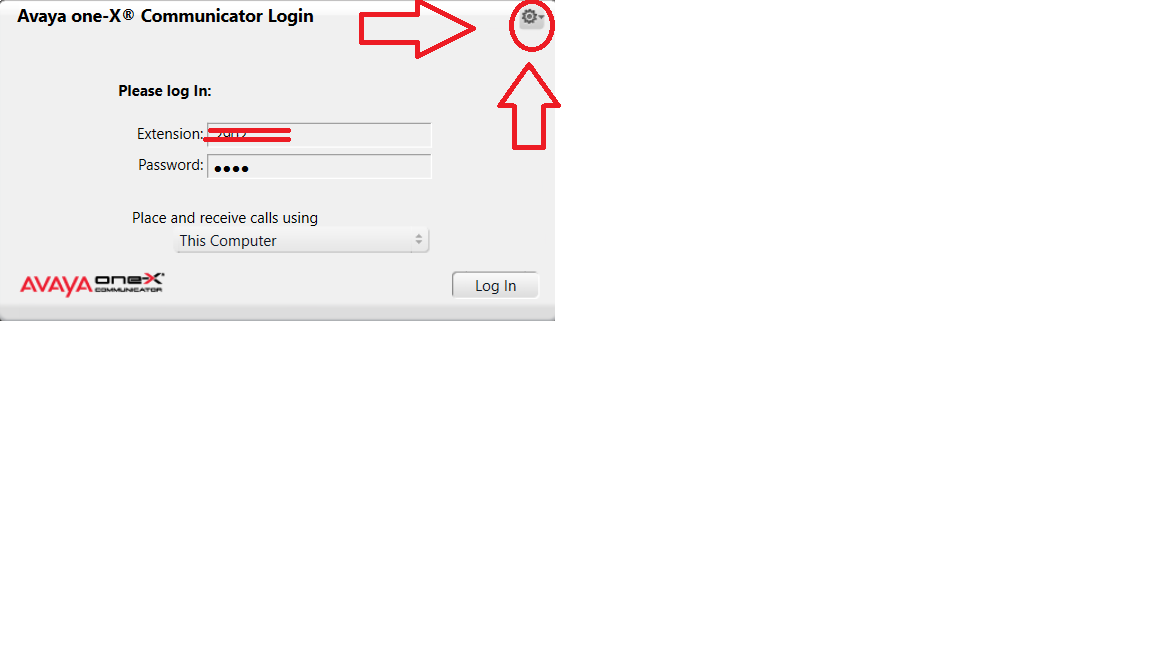 Avaya one-X® Communicator Login
Please log In:
Extension:
Password: ●●●●
Place and receive calls using
This Computer
AVAYA one-X®
COMMUNICATOR
Log In